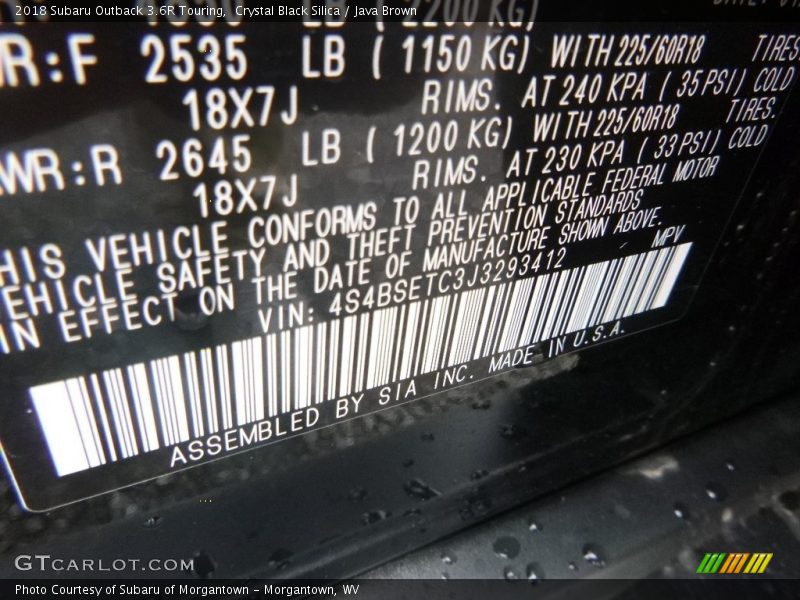 2018 Subaru Outback 3.6R Touring, Crystal Black Silica / Java Brown
WR:F 2535 LB ( 1150 KG) WITH 225/60R18 TIRES
18X7J RIMS. AT 240 KPA ( 35 PSI) COLD
WR:R 2645 LB ( 1200 KG) WITH 225/60R18 TIRES.
18X7J RIMS. AT 230 KPA ( 33 PSI) COLD
HIS VEHICLE CONFORMS TO ALL APPLICABLE FEDERAL MOTOR
EHICLE SAFETY AND THEFT PREVENTION STANDARDS
IN EFFECT ON THE DATE OF MANUFACTURE SHOWN ABOVE.
VIN: 4S4BSETC3J3293412 MPV
ASSEMBLED BY SIA INC. MADE IN U.S.A.
GTCARLOT.COM
Photo Courtesy of Subaru of Morgantown - Morgantown, WV